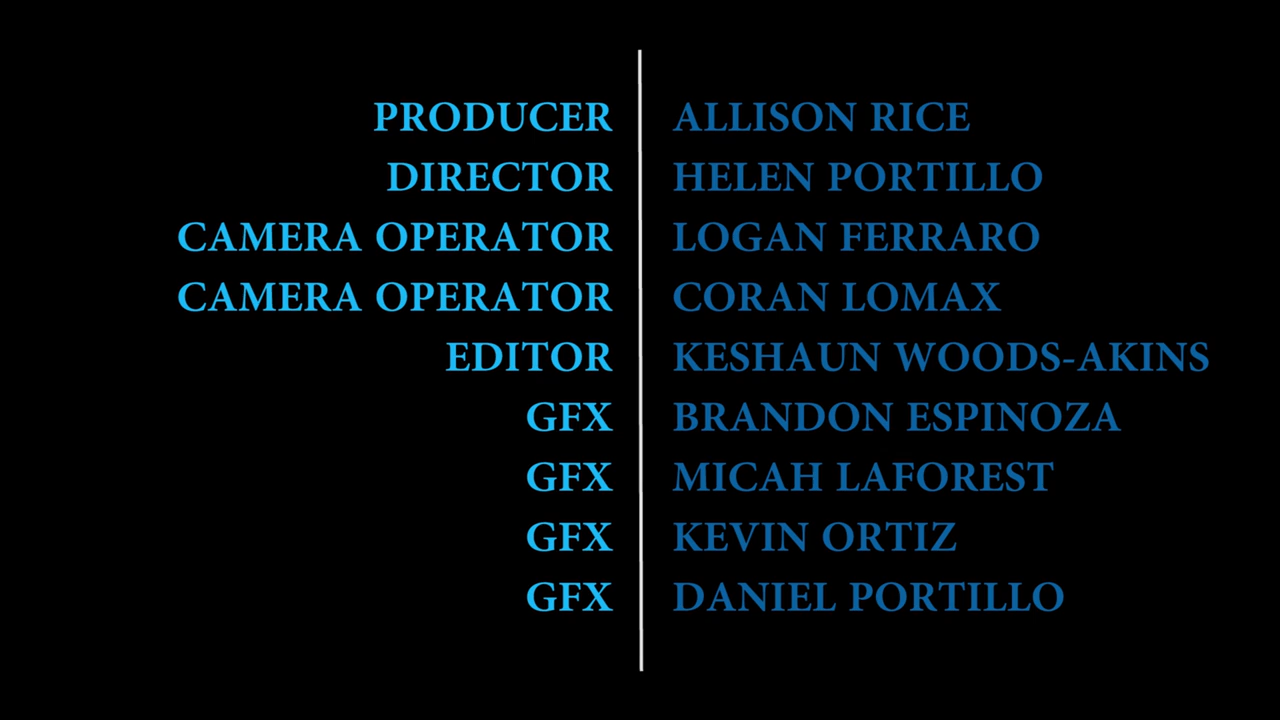 PRODUCER ALLISON RICE
DIRECTOR HELEN PORTILLO
CAMERA OPERATOR LOGAN FERRARO
CAMERA OPERATOR CORAN LOMAX
EDITOR KESHAUN WOODS-AKINS
GFX BRANDON ESPINOZA
GFX MICAH LAFOREST
GFX KEVIN ORTIZ
GFX DANIEL PORTILLO